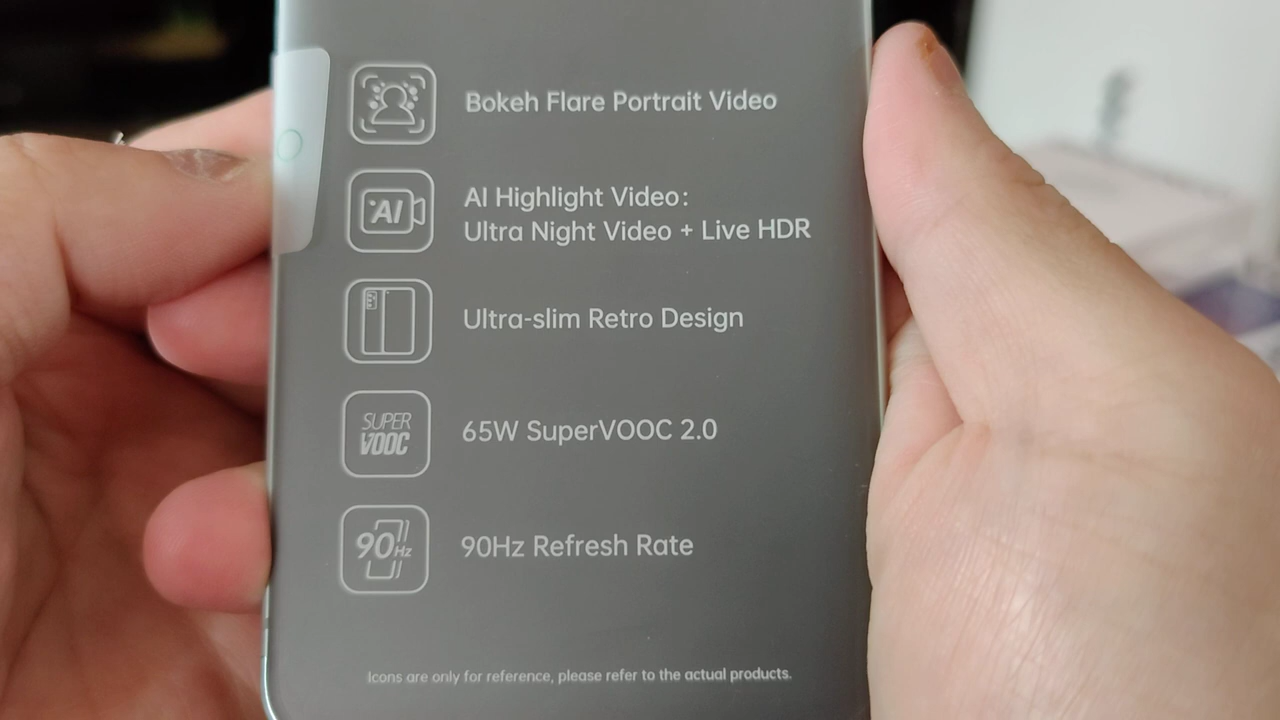 Bokeh Flare Portrait Video
AI
AI Highlight Video:
Ultra Night Video + Live HDR
Ultra-slim Retro Design
SUPER
VOOC
65W SuperVOOC 2.0
90Hz
90Hz Refresh Rate
Icons are only for reference, please refer to the actual products.